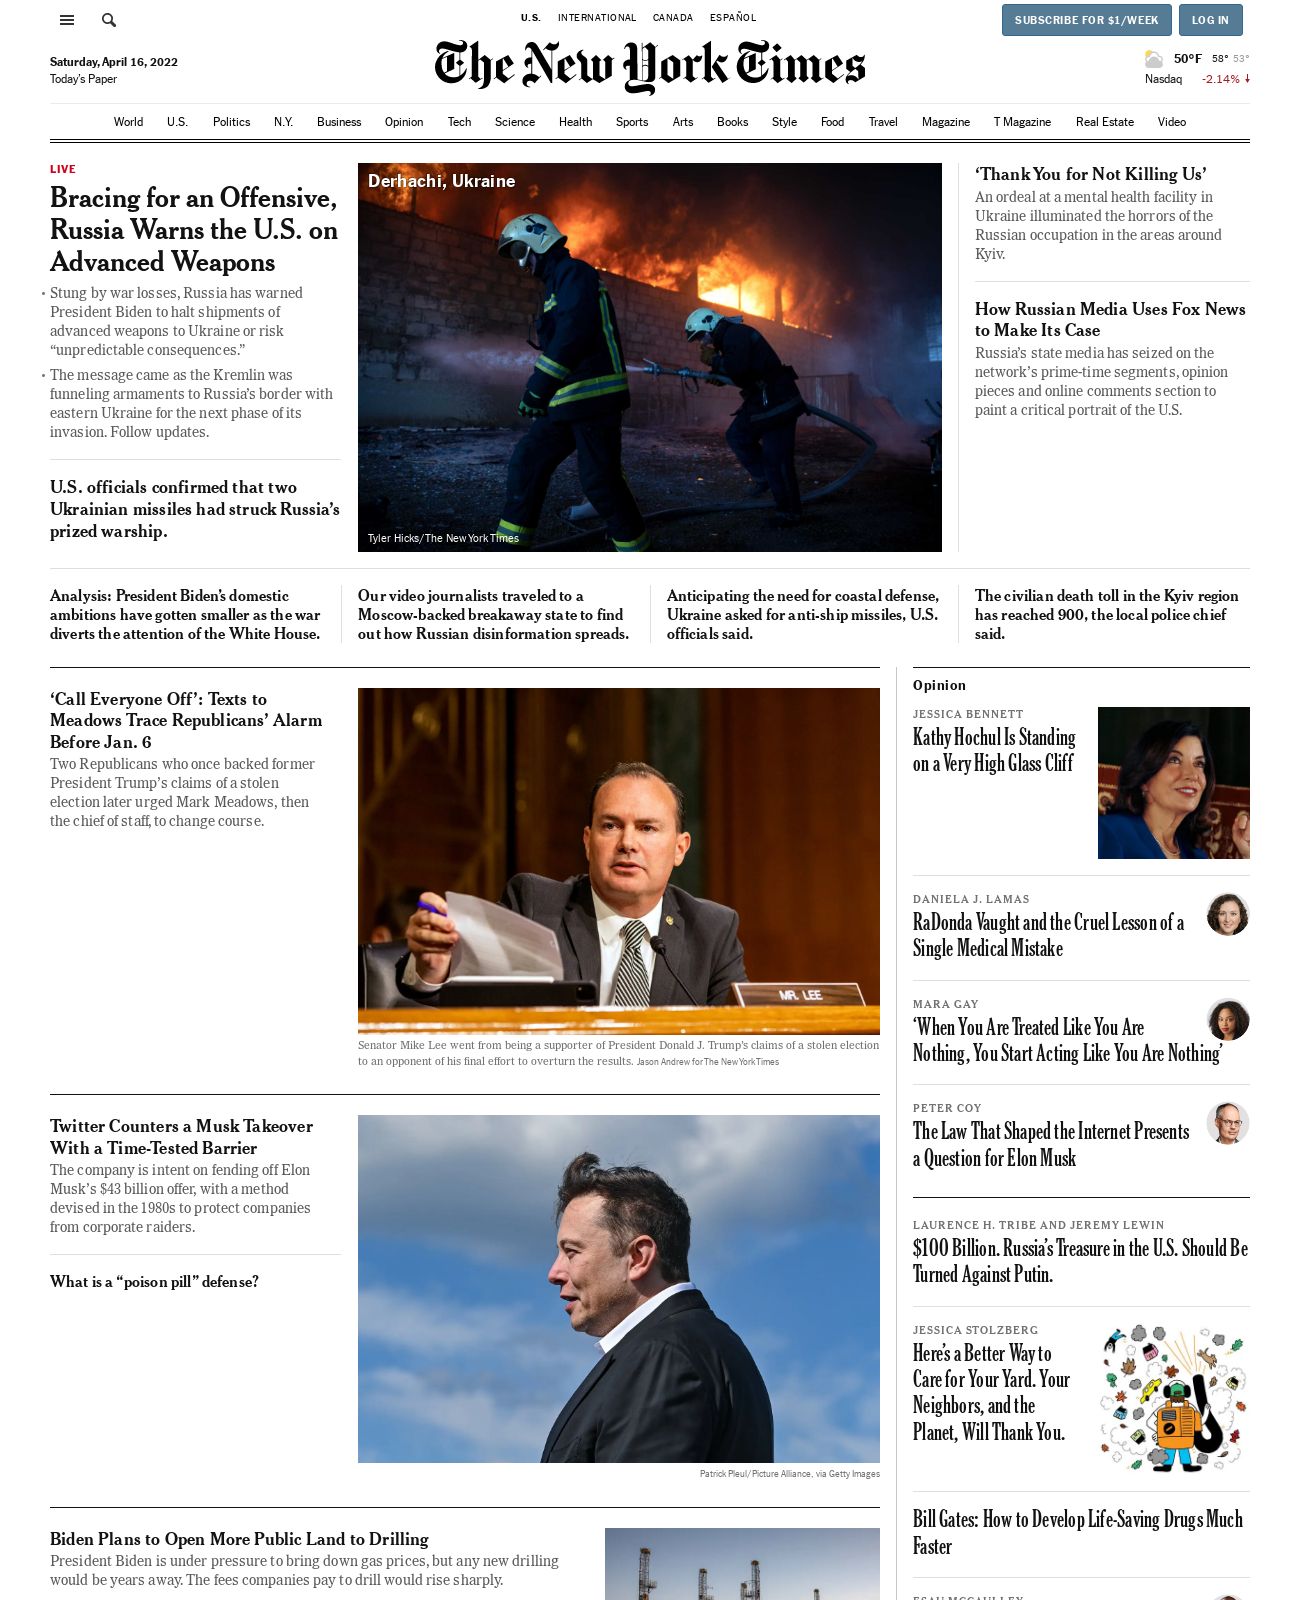 U.S. INTERNATIONAL CANADA ESPAÑOL
SUBSCRIBE FOR $1/WEEK
LOG IN
Saturday, April 16, 2022
Today's Paper
The New York Times
50°F 58° 53°
Nasdaq -2.14%
World U.S. Politics N.Y. Business Opinion Tech Science Health Sports Arts Books Style Food Travel Magazine T Magazine Real Estate Video
LIVE
Bracing for an Offensive,
Russia Warns the U.S. on
Advanced Weapons
Stung by war losses, Russia has warned
President Biden to halt shipments of
advanced weapons to Ukraine or risk
“unpredictable consequences.”
The message came as the Kremlin was
funneling armaments to Russia’s border with
eastern Ukraine for the next phase of its
invasion. Follow updates.
U.S. officials confirmed that two
Ukrainian missiles had struck Russia’s
prized warship.
Derhachi, Ukraine
Tyler Hicks/The New York Times
‘Thank You for Not Killing Us’
An ordeal at a mental health facility in
Ukraine illuminated the horrors of the
Russian occupation in the areas around
Kyiv.
How Russian Media Uses Fox News
to Make Its Case
Russia’s state media has seized on the
network’s prime-time segments, opinion
pieces and online comments section to
paint a critical portrait of the U.S.
Analysis: President Biden’s domestic
ambitions have gotten smaller as the war
diverts the attention of the White House.
Our video journalists traveled to a
Moscow-backed breakaway state to find
out how Russian disinformation spreads.
Anticipating the need for coastal defense,
Ukraine asked for anti-ship missiles, U.S.
officials said.
The civilian death toll in the Kyiv region
has reached 900, the local police chief
said.
‘Call Everyone Off’: Texts to
Meadows Trace Republicans’ Alarm
Before Jan. 6
Two Republicans who once backed former
President Trump’s claims of a stolen
election later urged Mark Meadows, then
the chief of staff, to change course.
MR. LEE
Senator Mike Lee went from being a supporter of President Donald J. Trump’s claims of a stolen election
to an opponent of his final effort to overturn the results. Jason Andrew for The New York Times
Twitter Counters a Musk Takeover
With a Time-Tested Barrier
The company is intent on fending off Elon
Musk’s $43 billion offer, with a method
devised in the 1980s to protect companies
from corporate raiders.
What is a “poison pill” defense?
Patrick Pleul/Picture Alliance, via Getty Images
Biden Plans to Open More Public Land to Drilling
President Biden is under pressure to bring down gas prices, but any new drilling
would be years away. The fees companies pay to drill would rise sharply.
Opinion
JESSICA BENNETT
Kathy Hochul Is Standing
on a Very High Glass Cliff
DANIELA J. LAMAS
RaDonda Vaught and the Cruel Lesson of a
Single Medical Mistake
MARA GAY
‘When You Are Treated Like You Are
Nothing, You Start Acting Like You Are Nothing’
PETER COY
The Law That Shaped the Internet Presents
a Question for Elon Musk
LAURENCE H. TRIBE AND JEREMY LEWIN
$100 Billion. Russia’s Treasure in the U.S. Should Be
Turned Against Putin.
JESSICA STOLZBERG
Here’s a Better Way to
Care for Your Yard. Your
Neighbors, and the
Planet, Will Thank You.
Bill Gates: How to Develop Life-Saving Drugs Much
Faster
ESAU MCCAULLEY